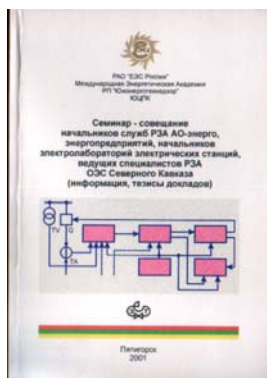 РАО "ЕЭС России"
Международная Энергетическая Академия
РП "Южэнерготехнадзор"
ЮЦПК
Семинар - совещание
начальников служб РЗА АО-энерго,
энергопредприятий, начальников
электролабораторий электрических станций,
ведущих специалистов РЗА
ОЭС Северного Кавказа
(информация, тезисы докладов)
TV
Q
TA
Пятигорск
2001